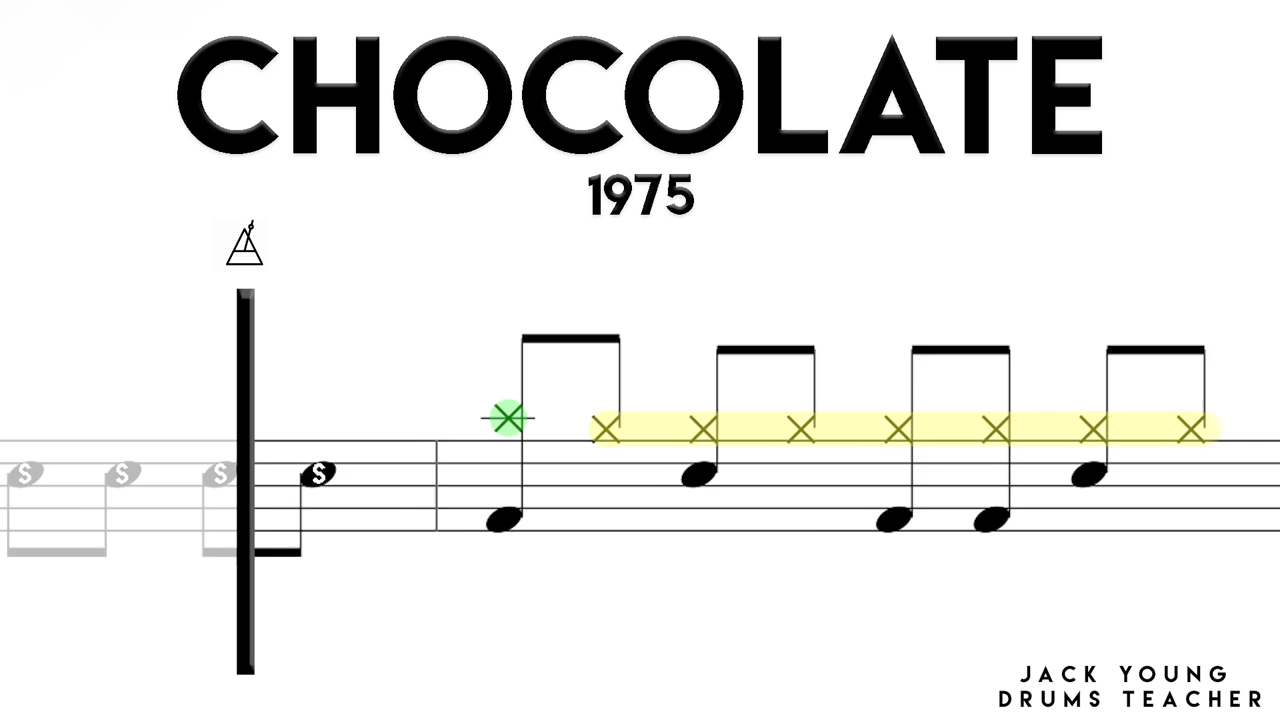 CHOCOLATE
1975
$ $ $ $
JACK YOUNG
DRUMS TEACHER